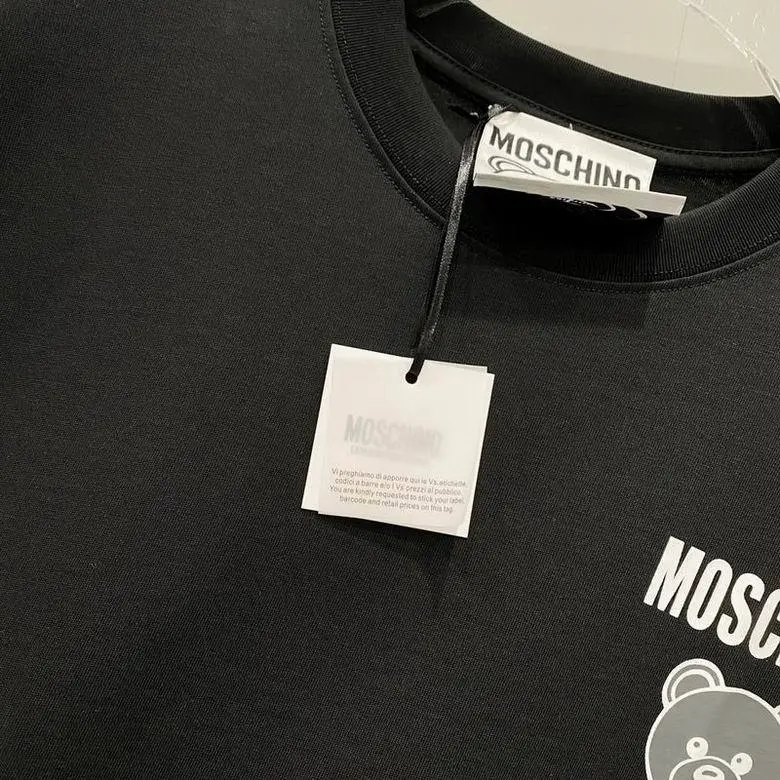 MOSCHINO
MOSCHINO
Vi preghiamo di apporre qui le Vs. etichette,
codici a barre e/o i Vs prezzi al pubblico.
You are kindly requested to stick your label,
barcode and retail prices on this tag.
MOSC